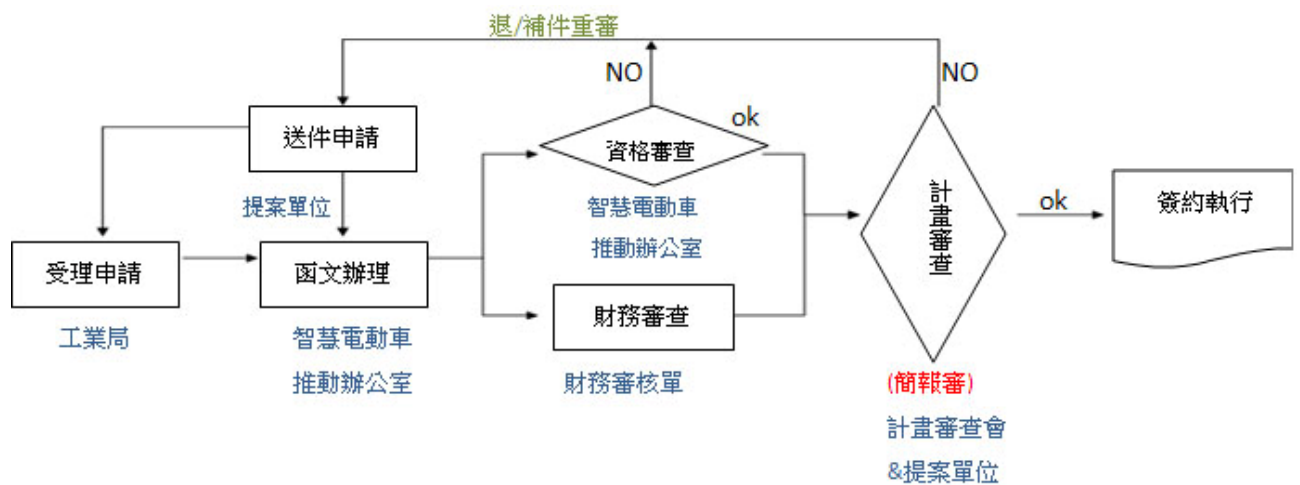 退/補件重審
NO
NO
送件申請
ok
資格審查
提案單位
智慧電動車
推動辦公室
計畫審查
ok
簽約執行
受理申請
函文辦理
財務審查
工業局
智慧電動車
推動辦公室
財務審核單
(簡報審)
計畫審查會
&提案單位